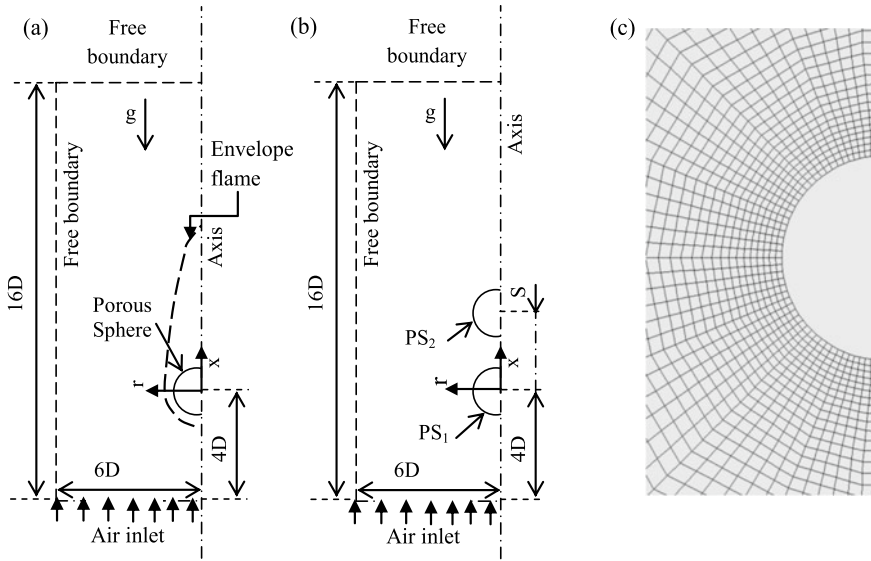 (a)
Free
boundary
g
Envelope
flame
Free boundary
Axis
16D
Porous
Sphere
x
r
4D
6D
Air inlet
(b)
Free
boundary
g
Axis
Free boundary
16D
S
PS2
x
r
PS1
4D
6D
Air inlet
(c)